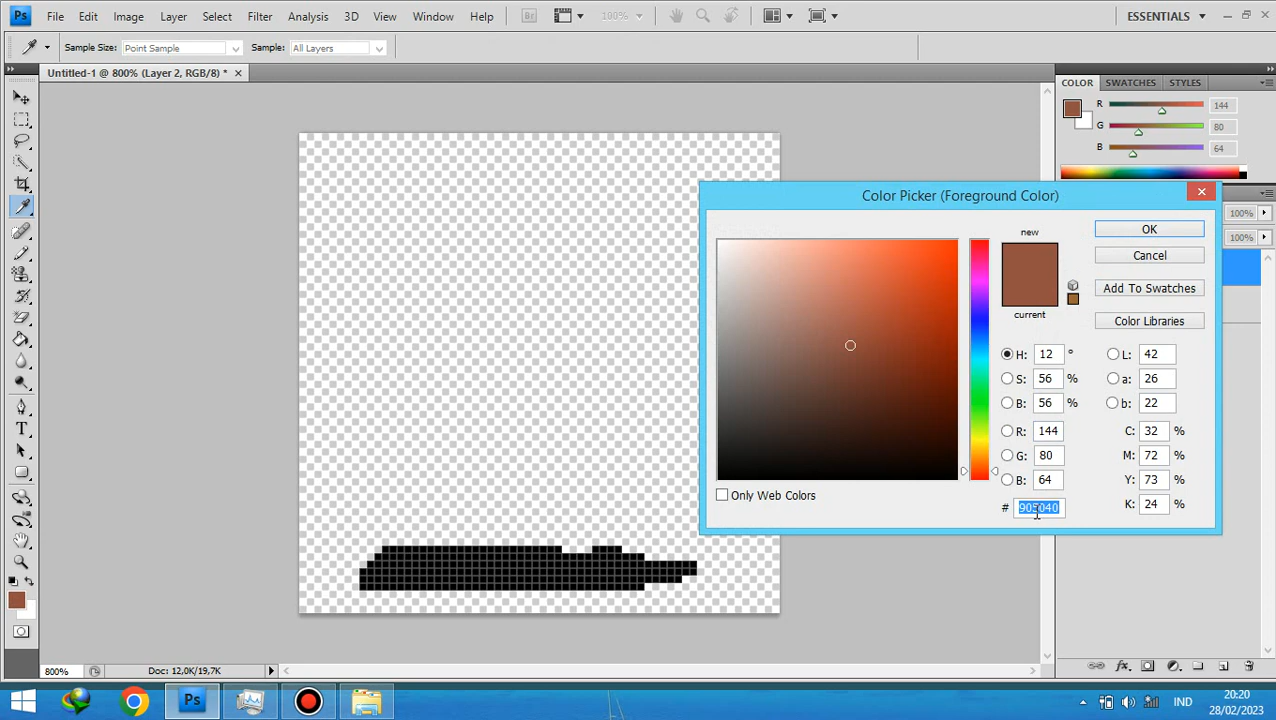 Ps File Edit Image Layer Select Filter Analysis 3D View Window Help Br 100% ESSENTIALS
Sample Size: Point Sample Sample: All Layers
Untitled-1 @ 800% (Layer 2, RGB/8) * ×
COLOR SWATCHES STYLES
R 144
G 80
B 64
Color Picker (Foreground Color)
100%
100%
new
OK
Cancel
Add To Swatches
current
Color Libraries
H: 12 °
L: 42
S: 56 %
a: 26
B: 56 %
b: 22
R: 144
C: 32 %
G: 80
M: 72 %
B: 64
Y: 73 %
Only Web Colors
# 905040
K: 24 %
T
800% Doc: 12,0K/19,7K
fx
Ps IND
20:20
28/02/2023